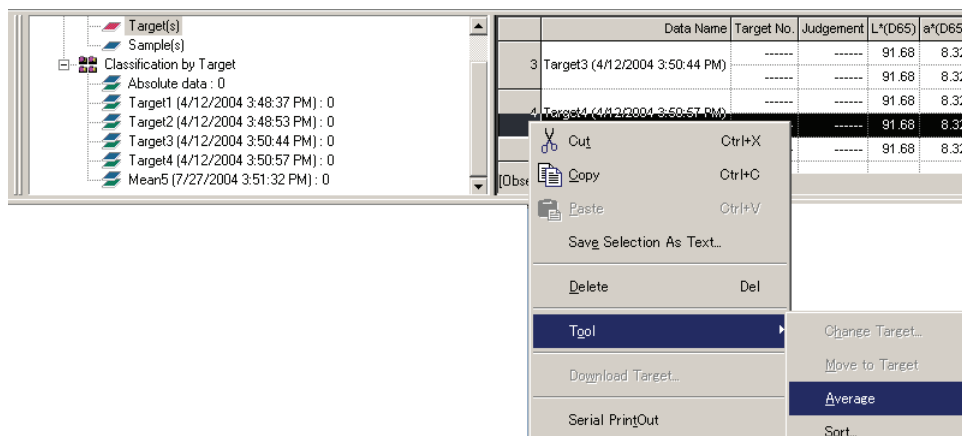 Target(s)
Sample(s)
Classification by Target
Absolute data : 0
Target1 (4/12/2004 3:48:37 PM) : 0
Target2 (4/12/2004 3:48:53 PM) : 0
Target3 (4/12/2004 3:50:44 PM) : 0
Target4 (4/12/2004 3:50:57 PM) : 0
Mean5 (7/27/2004 3:51:32 PM) : 0
Data Name Target No. Judgement L*(D65) a*(D65
3 Target3 (4/12/2004 3:50:44 PM) ------ ------ 91.68 8.32
------ ------ 91.68 8.32
4 Target4 (4/12/2004 3:50:57 PM) ------ ------ 91.68 8.32
------ 91.68 8.32
------ 91.68 8.32
[Obse
Cut Ctrl+X
Copy Ctrl+C
Paste Ctrl+V
Save Selection As Text...
Delete Del
Tool
Download Target...
Serial PrintOut
Change Target...
Move to Target
Average
Sort...